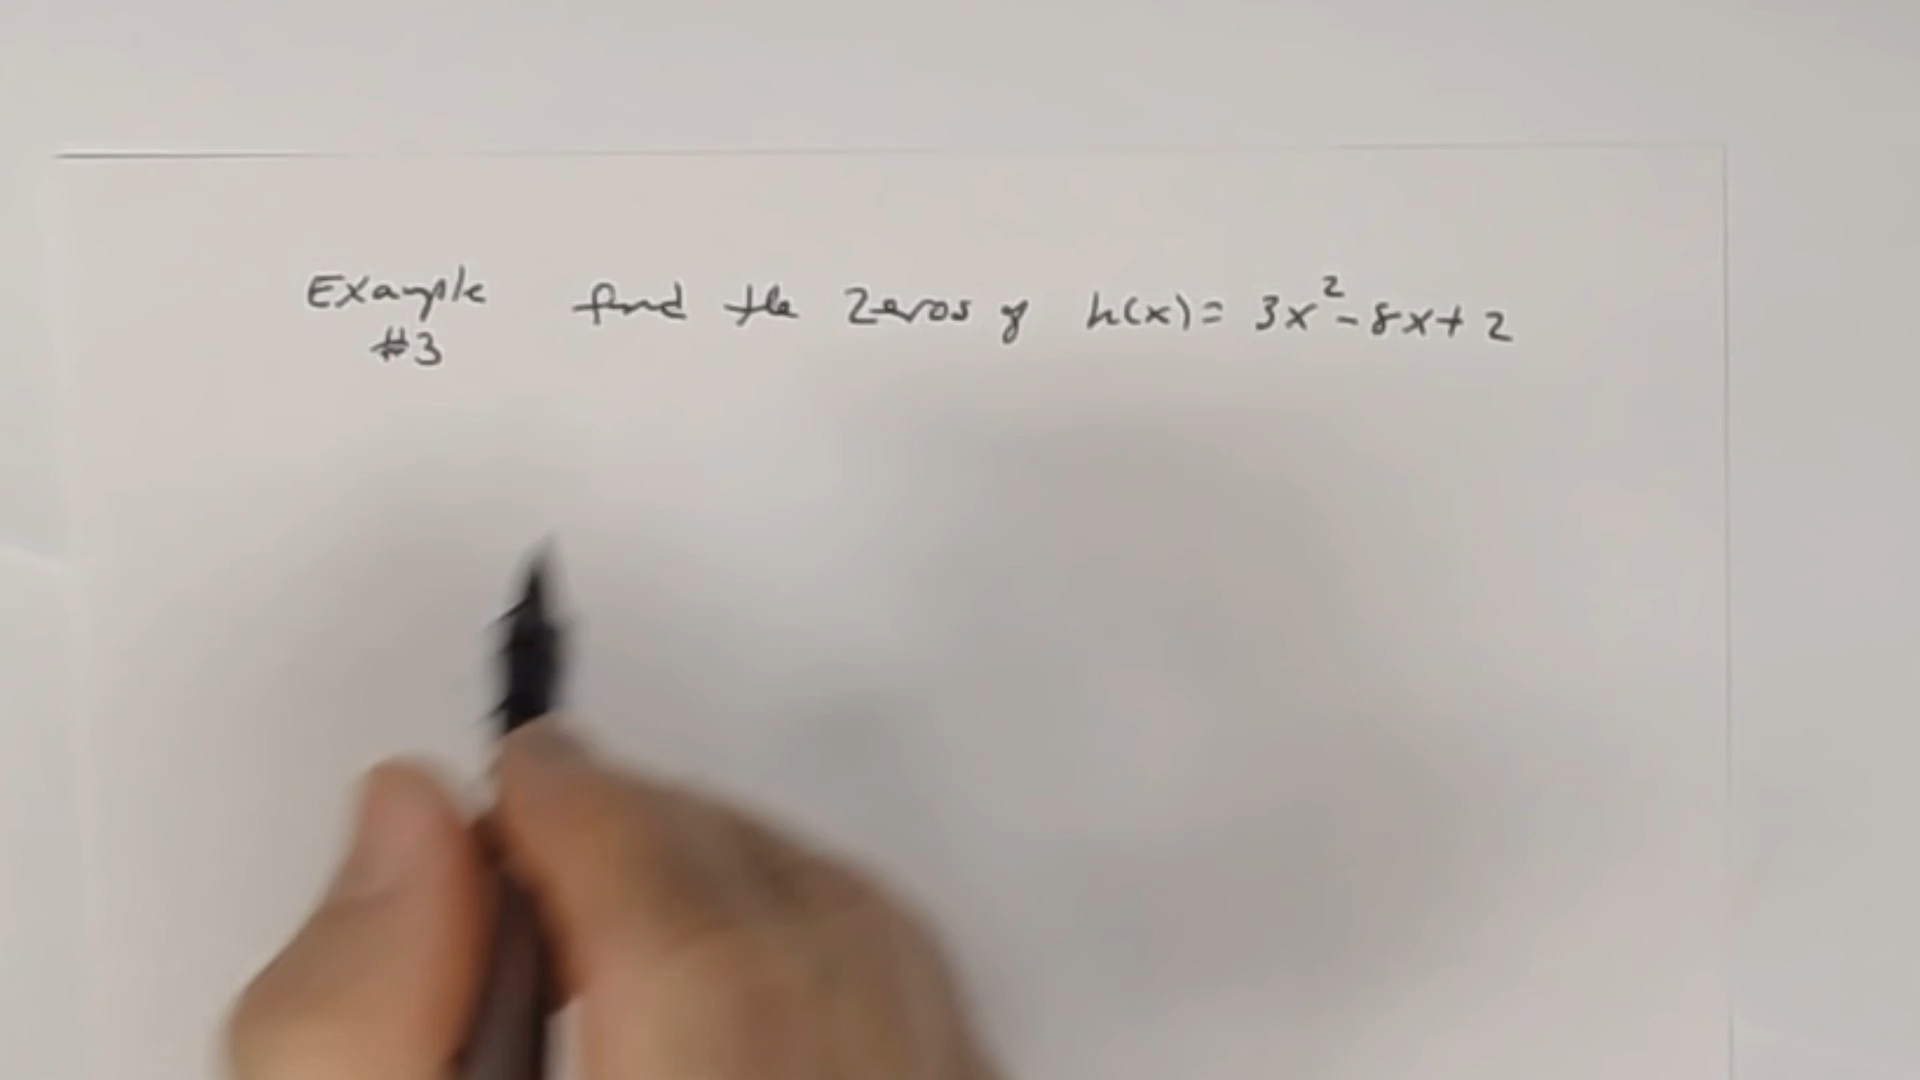 Example find the zeros of h(x) = 3x² - 8x + 2
#3